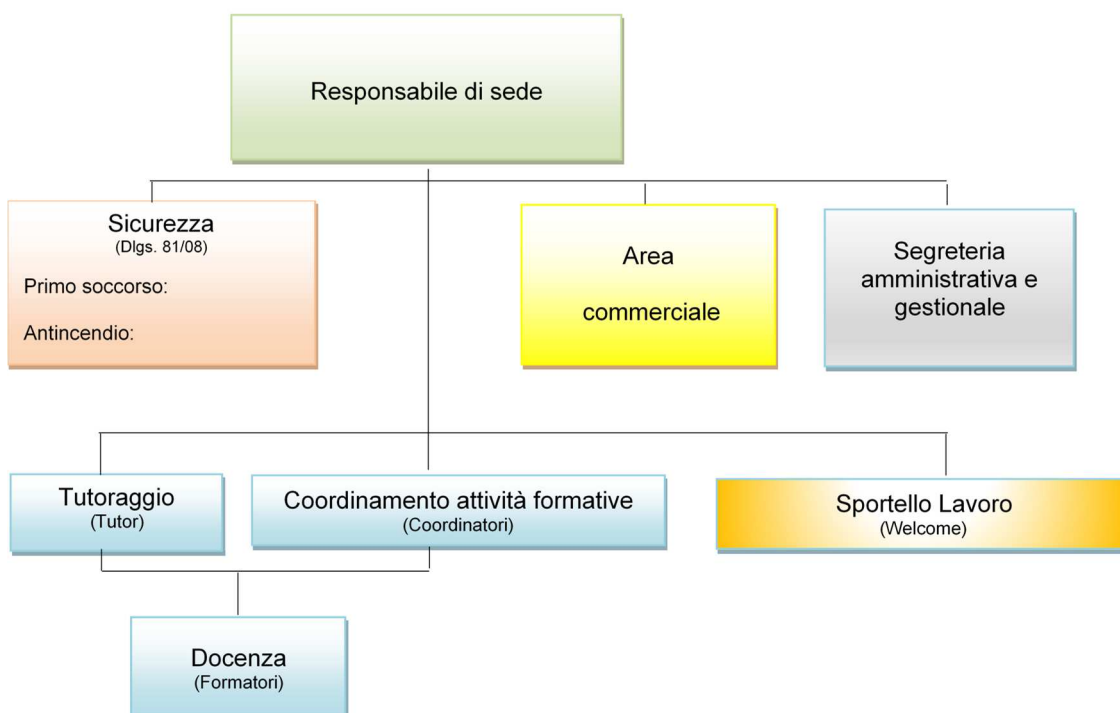 Responsabile di sede
Sicurezza
(Dlgs. 81/08)
Primo soccorso:
Antincendio:
Area
commerciale
Segreteria
amministrativa e
gestionale
Tutoraggio
(Tutor)
Coordinamento attività formative
(Coordinatori)
Sportello Lavoro
(Welcome)
Docenza
(Formatori)